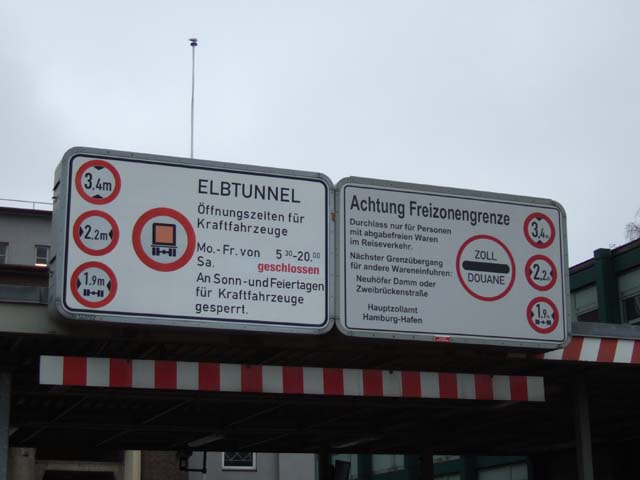 3,4m
2,2m
1,9m
ELBTUNNEL
Öffnungszeiten für
Kraftfahrzeuge
Mo.-Fr. von 5 30-20 00
Sa. geschlossen
An Sonn-und Feiertagen
für Kraftfahrzeuge
gesperrt.
Achtung Freizonengrenze
Durchlass nur für Personen
mit abgabefreien Waren
im Reiseverkehr.
Nächster Grenzübergang
für andere Wareneinfuhren:
Neuhöfer Damm oder
Zweibrückenstraße
Hauptzollamt
Hamburg-Hafen
ZOLL
DOUANE
3,4
2,2
1,9